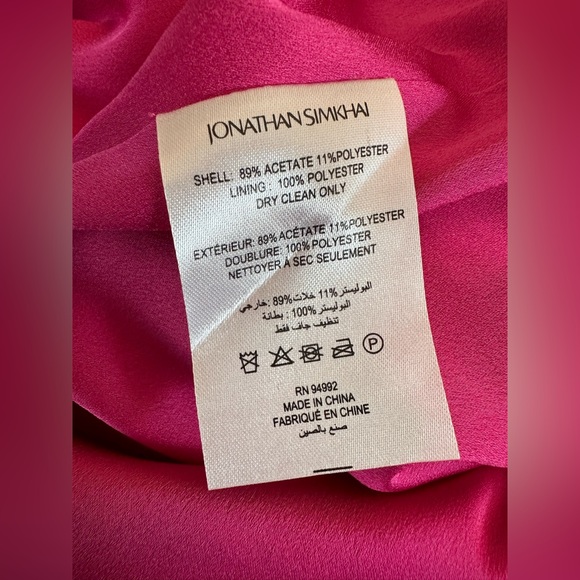 JONATHAN SIMKHAI
SHELL: 89% ACETATE 11%POLYESTER
LINING : 100% POLYESTER
DRY CLEAN ONLY
EXTÉRIEUR: 89% ACÉTATE 11%POLYESTER
DOUBLURE: 100% POLYESTER
NETTOYER À SEC SEULEMENT
البوليستر %11 خلات %89: خارجي
البوليستر %100 : بطانة
تنظيف جاف فقط
P
RN 94992
MADE IN CHINA
FABRIQUÉ EN CHINE
صنع بالصين